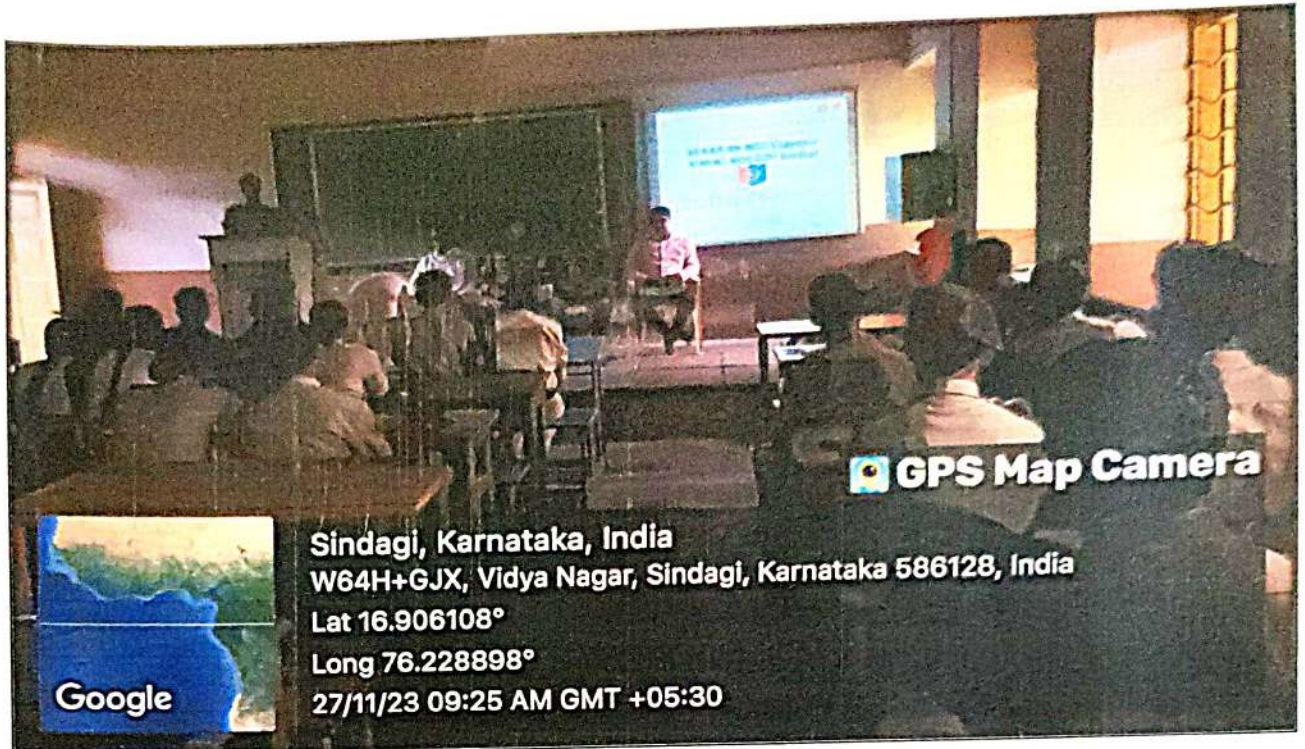 GPS Map Camera
Sindagi, Karnataka, India
W64H+GJX, Vidya Nagar, Sindagi, Karnataka 586128, India
Lat 16.906108°
Long 76.228898°
27/11/23 09:25 AM GMT +05:30
Google